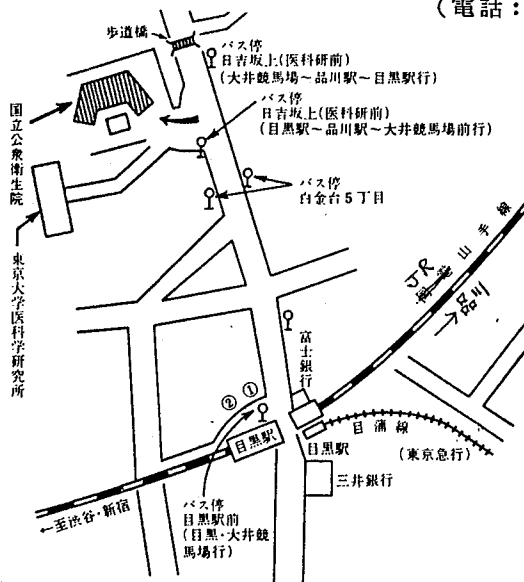 (電話:
歩道橋
バス停
日吉坂上(医科研前)
(大井競馬場~品川駅~目黒駅行)
バス停
日吉坂上(医科研前)
(目黒駅~品川駅~大井競馬場前行)
国立公衆衛生院
バス停
白金台5丁目
東京大学医科学研究所
JR
山手線
→品川
富士銀行
② ①
目黒駅
目蒲線
目黒駅
(東京急行)
三井銀行
←至渋谷・新宿
バス停
目黒駅前
(目黒・大井競
馬場行)